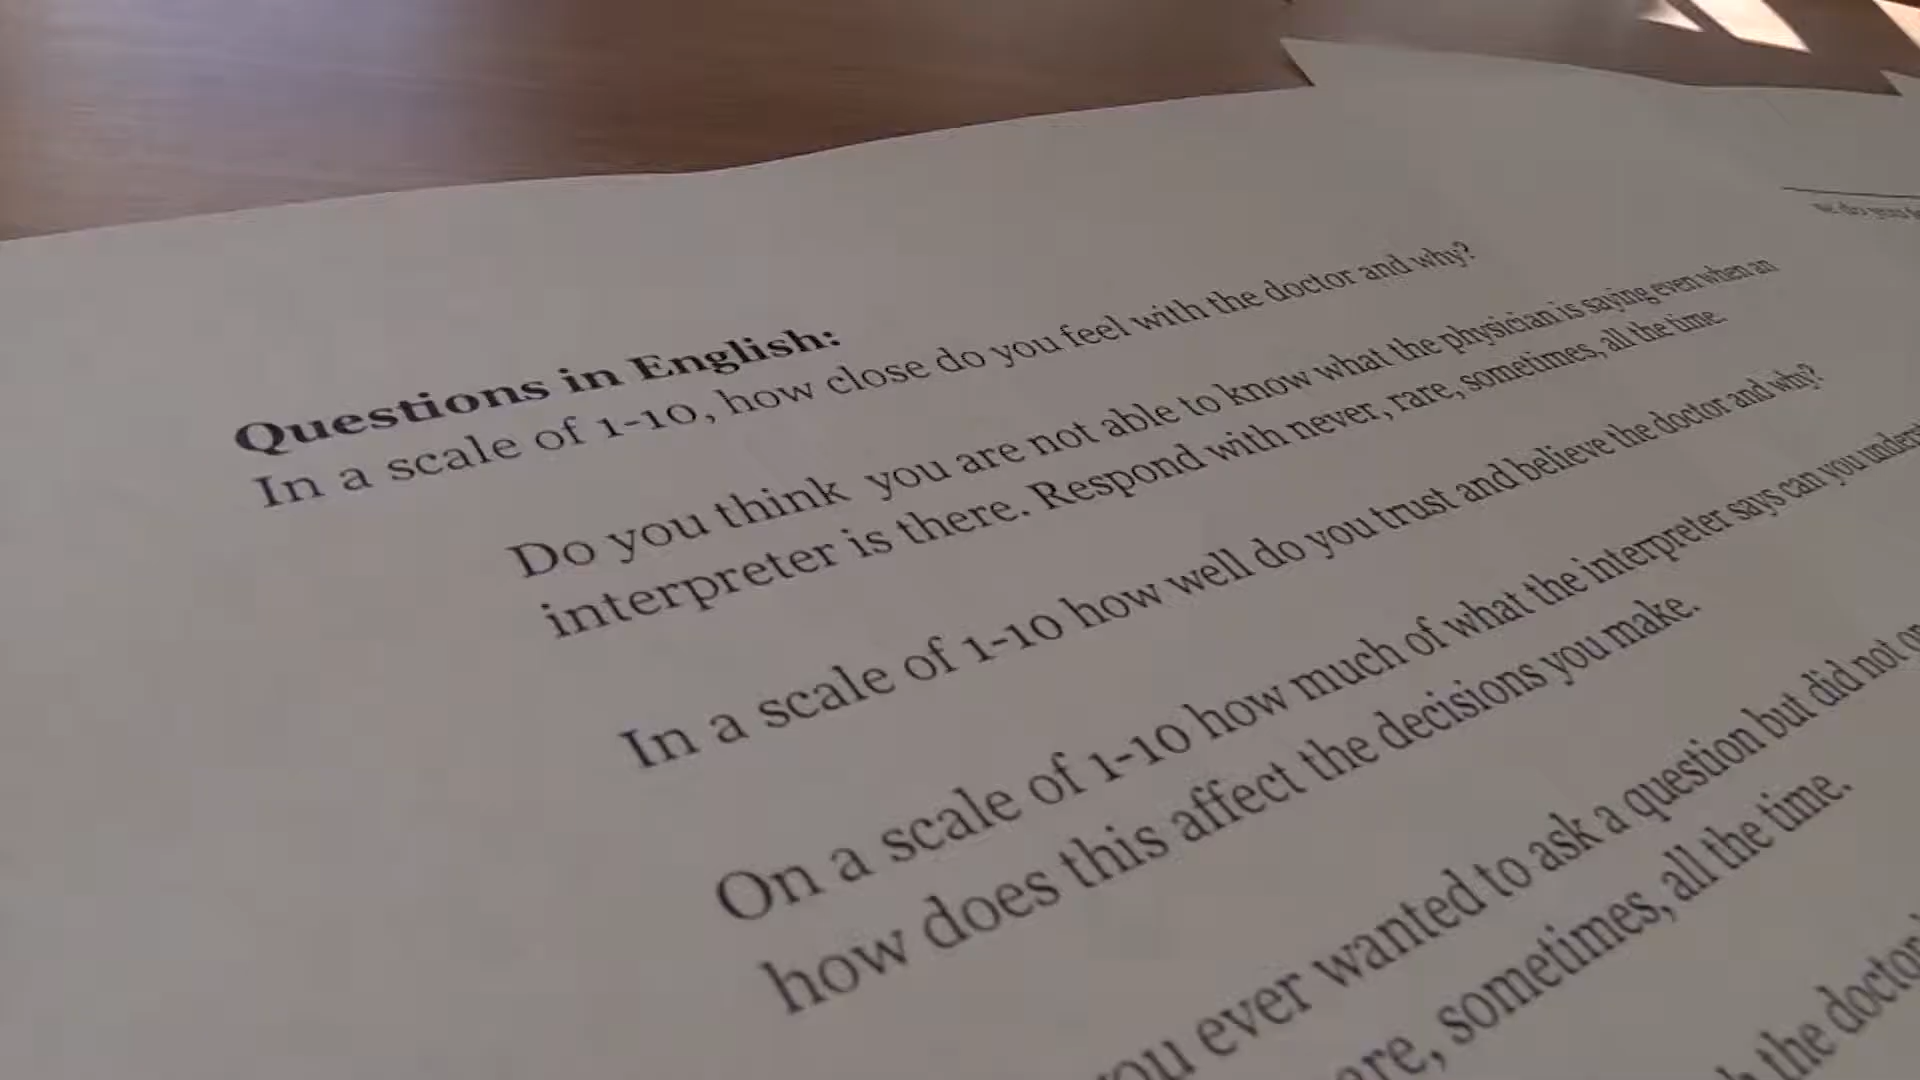 Questions in English:
In a scale of 1-10, how close do you feel with the doctor and why?
Do you think you are not able to know what the physician is saying even when an
interpreter is there. Respond with never, rare, sometimes, all the time.
In a scale of 1-10 how well do you trust and believe the doctor and why?
On a scale of 1-10 how much of what the interpreter says can you
how does this affect the decisions you make.
you ever wanted to ask a question but did not
sometimes, all the time.
the doctor
do you